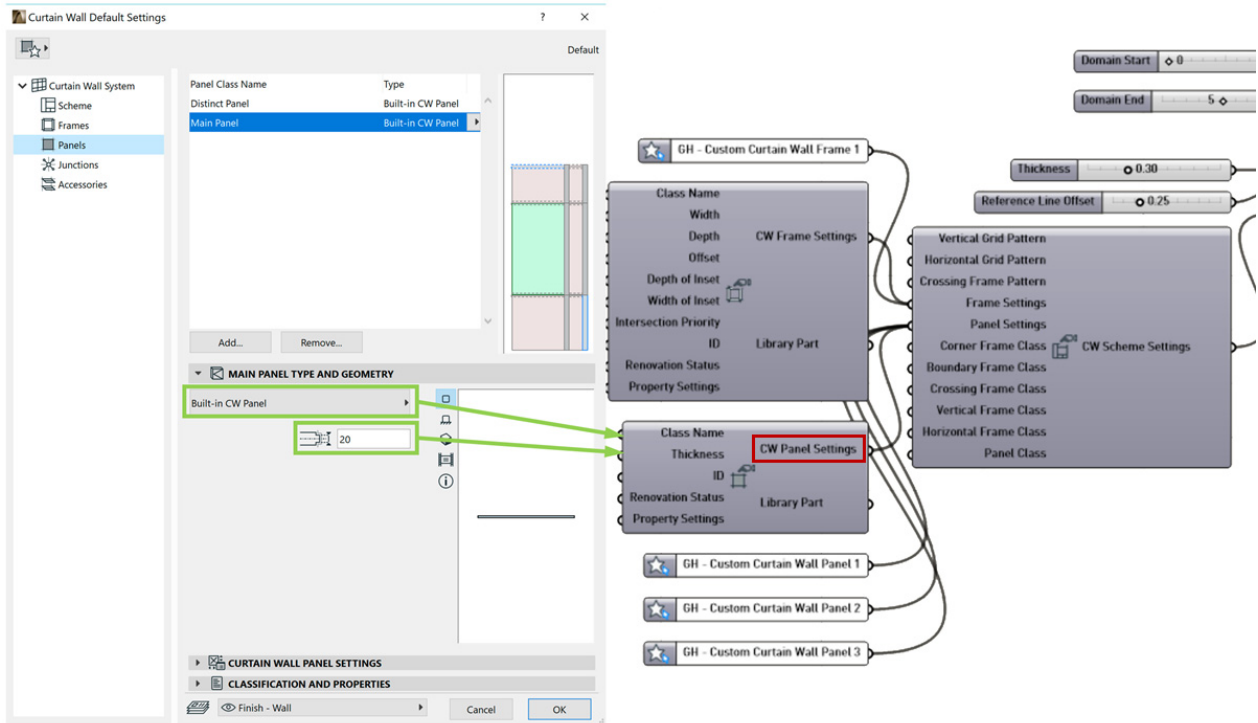 Curtain Wall Default Settings
?
Default
Curtain Wall System
Scheme
Frames
Panels
Junctions
Accessories
Panel Class Name Type
Distinct Panel Built-in CW Panel
Main Panel Built-in CW Panel
Add... Remove...
MAIN PANEL TYPE AND GEOMETRY
Built-in CW Panel
20
CURTAIN WALL PANEL SETTINGS
CLASSIFICATION AND PROPERTIES
Finish - Wall
Cancel
OK
GH - Custom Curtain Wall Frame 1
Class Name
Width
Depth
Offset
Depth of Inset
Width of Inset
Intersection Priority
ID
Renovation Status
Property Settings
CW Frame Settings
Library Part
Class Name
Thickness
ID
Renovation Status
Property Settings
CW Panel Settings
Library Part
GH - Custom Curtain Wall Panel 1
GH - Custom Curtain Wall Panel 2
GH - Custom Curtain Wall Panel 3
Domain Start 0
Domain End 5
Thickness 0.30
Reference Line Offset 0.25
Vertical Grid Pattern
Horizontal Grid Pattern
Crossing Frame Pattern
Frame Settings
Panel Settings
Corner Frame Class
Boundary Frame Class
Crossing Frame Class
Vertical Frame Class
Horizontal Frame Class
Panel Class
CW Scheme Settings